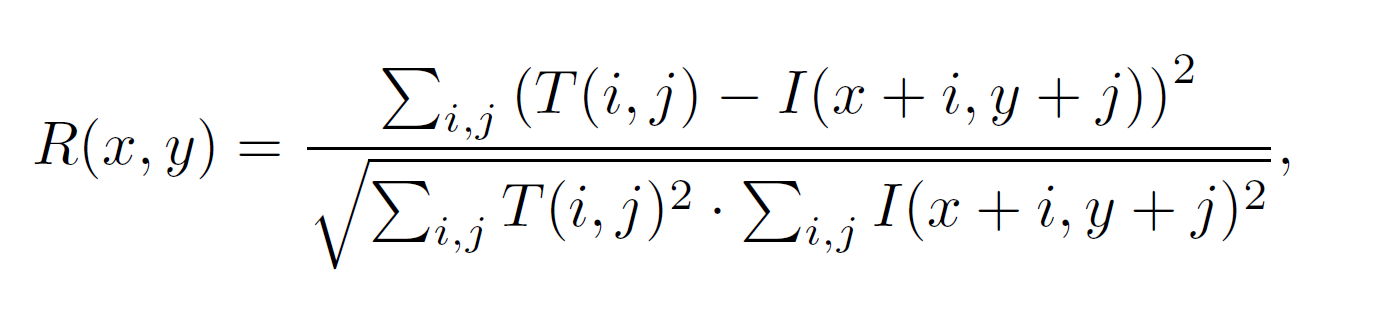 R(x, y) = \frac{\sum_{i,j} (T(i, j) − I(x + i, y + j))^2}{\sqrt{\sum_{i,j} T(i, j)^2 \cdot \sum_{i,j} I(x + i, y + j)^2}},